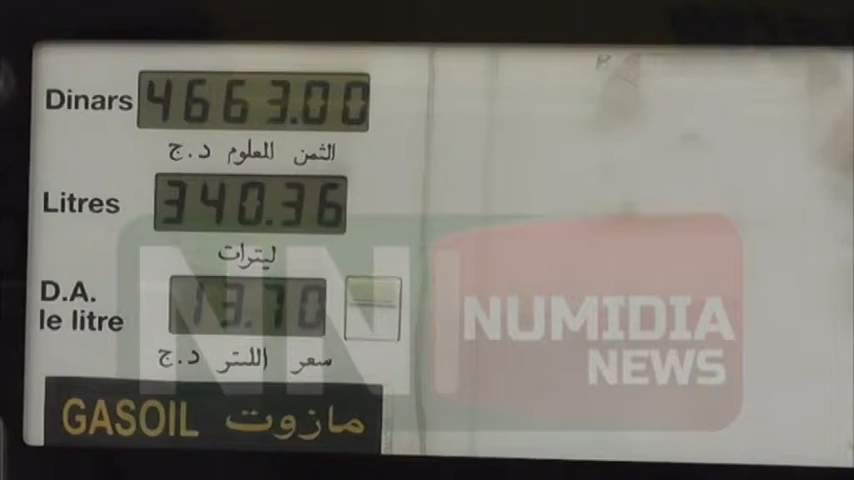 Dinars 4663.00
الثمن المعلوم د.ج
Litres 340.36
ليترات
D.A.
le litre 13.70
سعر اللتر د.ج
GASOIL مازوت
NN
NUMIDIA
NEWS